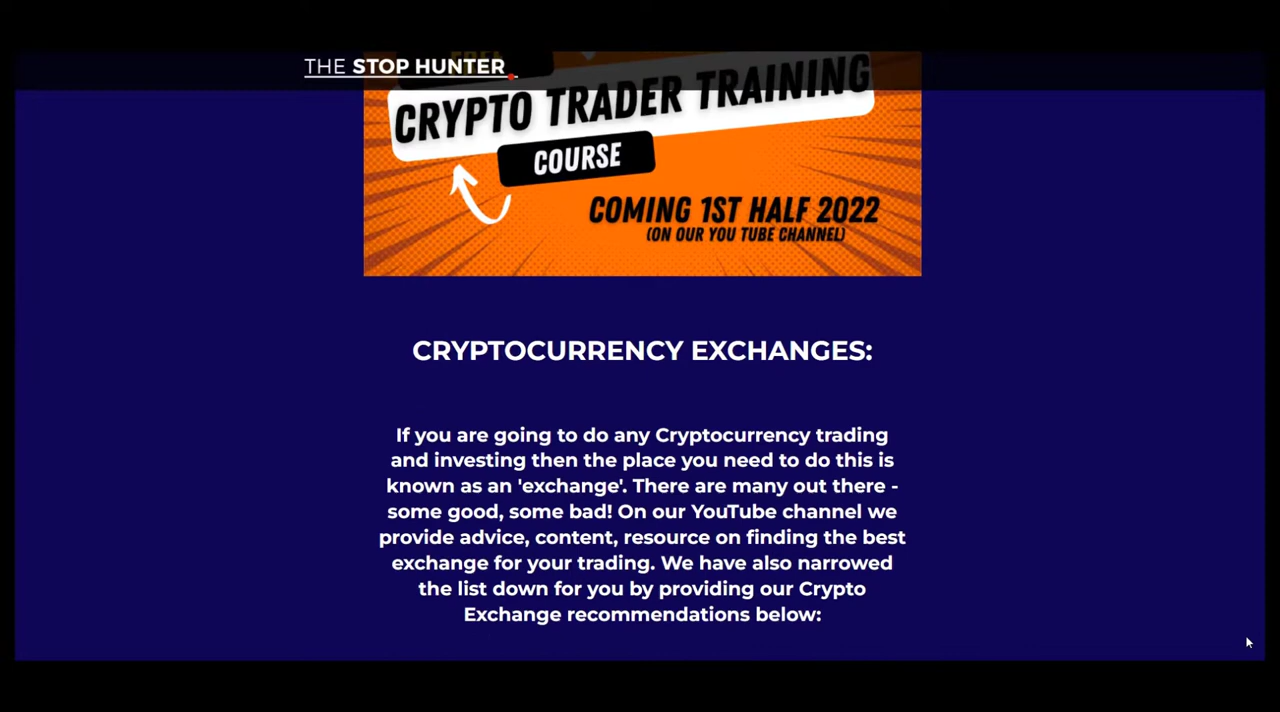 THE STOP HUNTER.
CRYPTO TRADER TRAINING
COURSE
COMING 1ST HALF 2022
(ON OUR YOU TUBE CHANNEL)
CRYPTOCURRENCY EXCHANGES:
If you are going to do any Cryptocurrency trading
and investing then the place you need to do this is
known as an 'exchange'. There are many out there -
some good, some bad! On our YouTube channel we
provide advice, content, resource on finding the best
exchange for your trading. We have also narrowed
the list down for you by providing our Crypto
Exchange recommendations below: